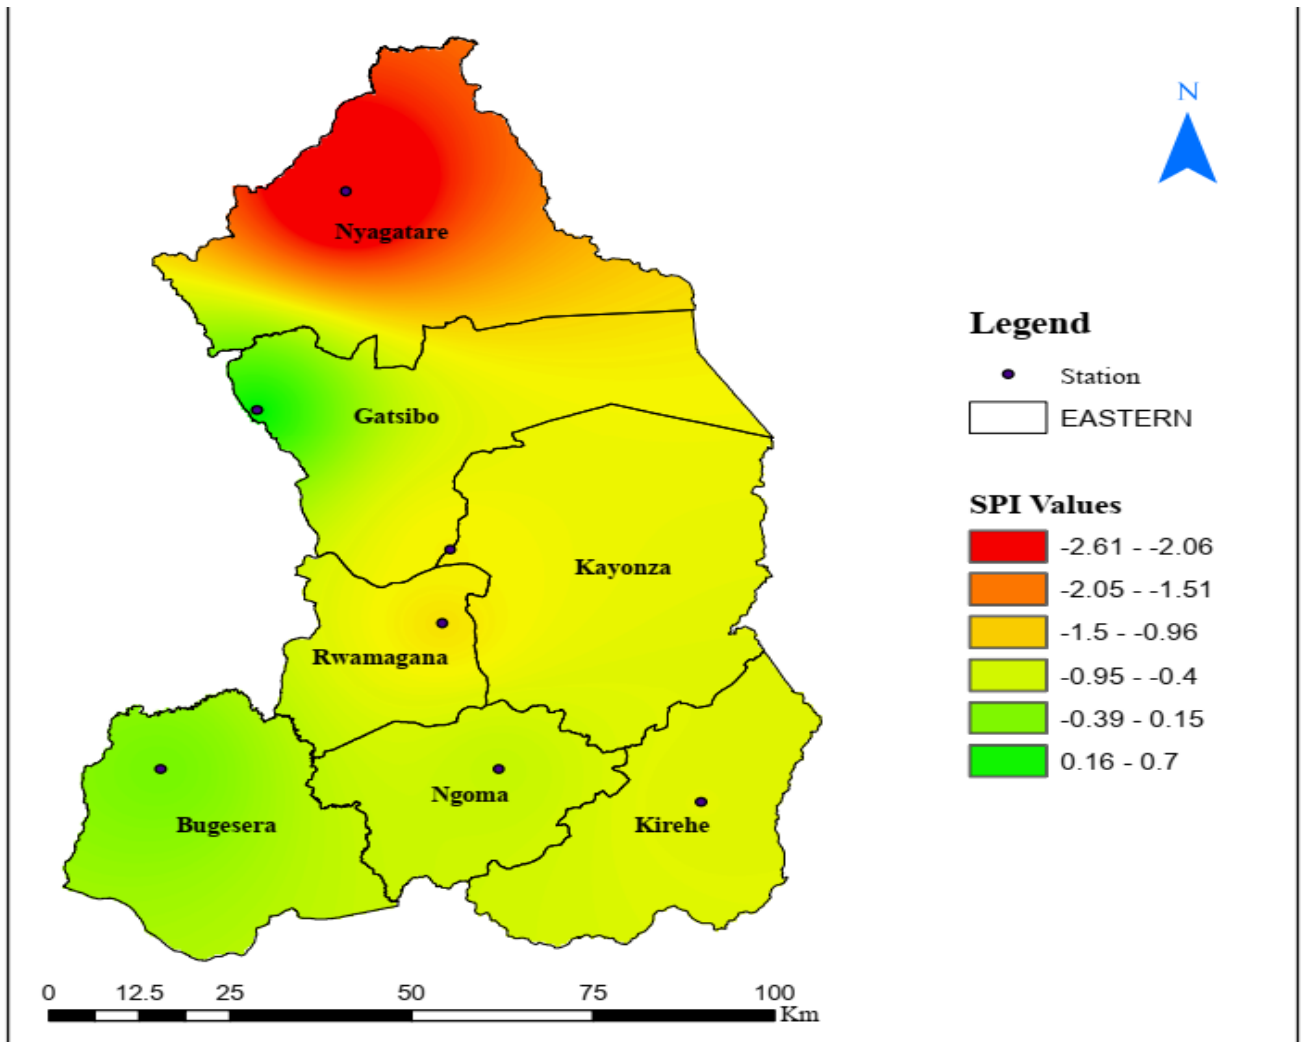 N
Nyagatare
Gatsibo
Kayonza
Rwamagana
Ngoma
Bugesera
Kirehe
Legend
Station
EASTERN
SPI Values
-2.61 - -2.06
-2.05 - -1.51
-1.5 - -0.96
-0.95 - -0.4
-0.39 - 0.15
0.16 - 0.7
0 12.5 25 50 75 100
Km